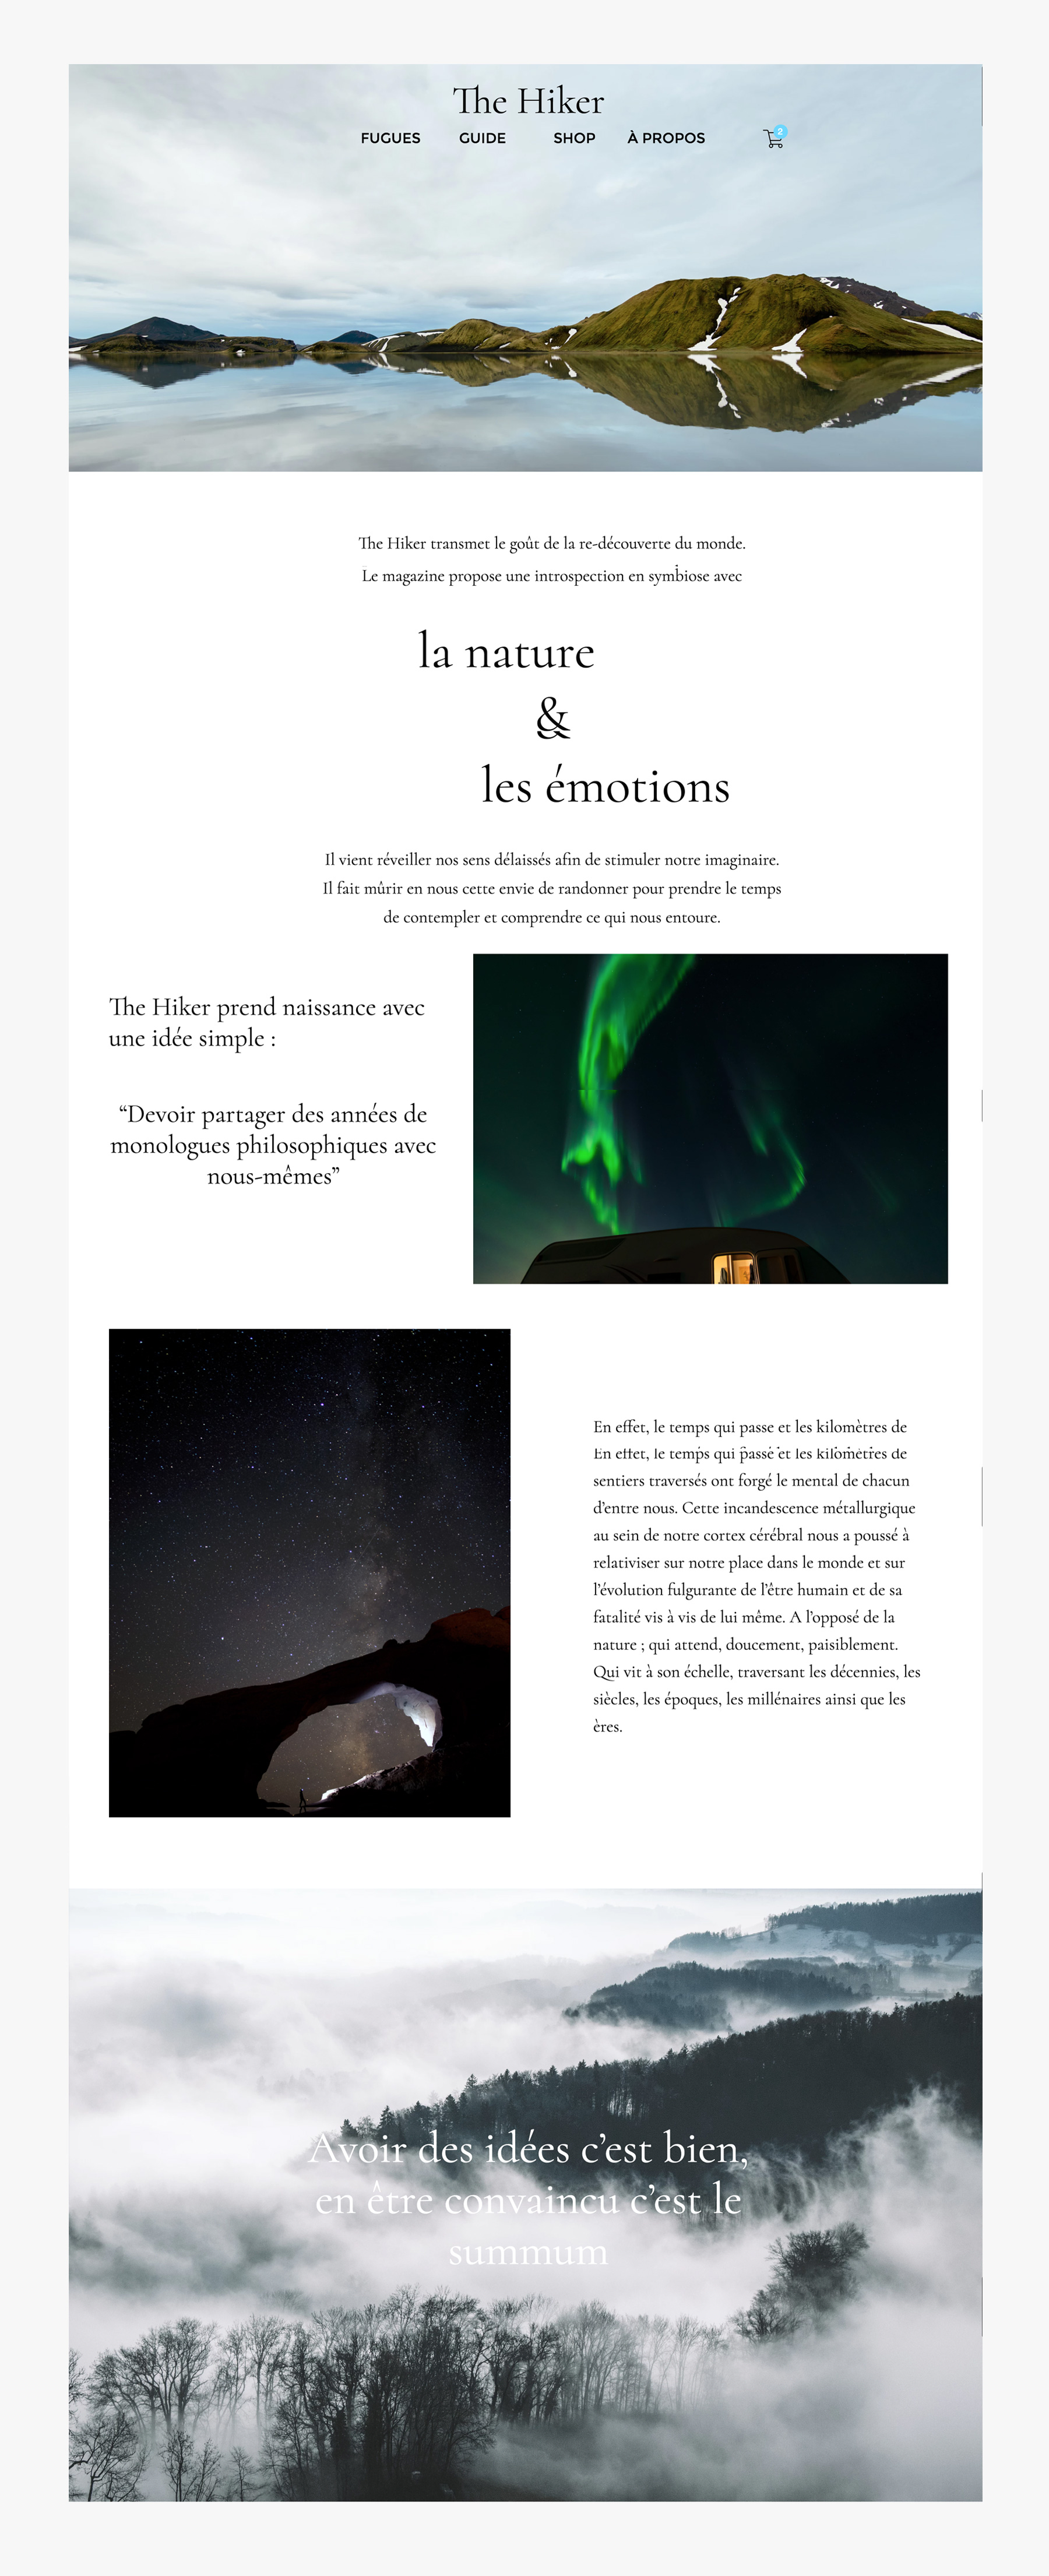 The Hiker
FUGUES GUIDE SHOP À PROPOS 2
The Hiker transmet le goût de la re-découverte du monde.
Le magazine propose une introspection en symbiose avec
la nature
&
les émotions
Il vient réveiller nos sens délaissés afin de stimuler notre imaginaire.
Il fait mûrir en nous cette envie de randonner pour prendre le temps
de contempler et comprendre ce qui nous entoure.
The Hiker prend naissance avec
une idée simple :
“Devoir partager des années de
monologues philosophiques avec
nous-mêmes”
En effet, le temps qui passe et les kilomètres de
En effet, le temps qui passe et les kilomètres de
sentiers traversés ont forgé le mental de chacun
d’entre nous. Cette incandescence métallurgique
au sein de notre cortex cérébral nous a poussé à
relativiser sur notre place dans le monde et sur
l’évolution fulgurante de l’être humain et de sa
fatalité vis à vis de lui même. A l’opposé de la
nature ; qui attend, doucement, paisiblement.
Qui vit à son échelle, traversant les décennies, les
siècles, les époques, les millénaires ainsi que les
ères.
Avoir des idées c’est bien,
en être convaincu c’est le
summum